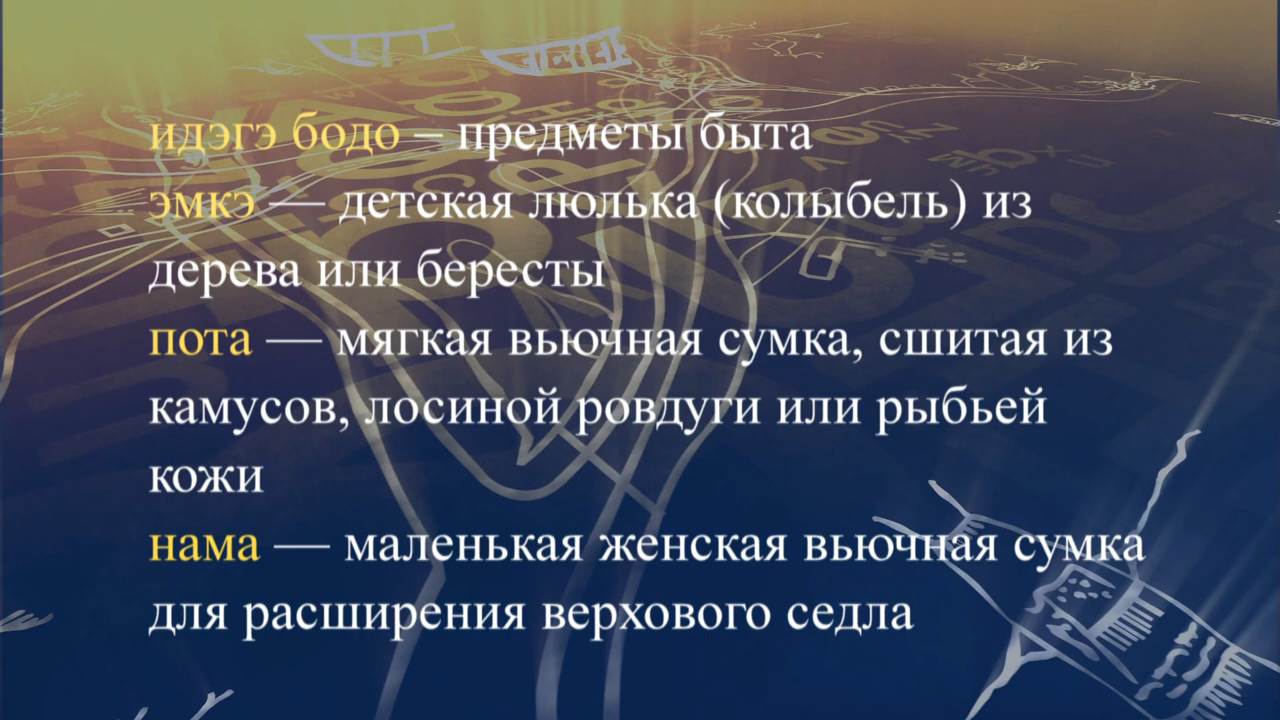 идэгэ бодо – предметы быта
эмкэ — детская люлька (колыбель) из
дерева или бересты
пота — мягкая вьючная сумка, сшитая из
камусов, лосиной ровдуги или рыбьей
кожи
нама — маленькая женская вьючная сумка
для расширения верхового седла